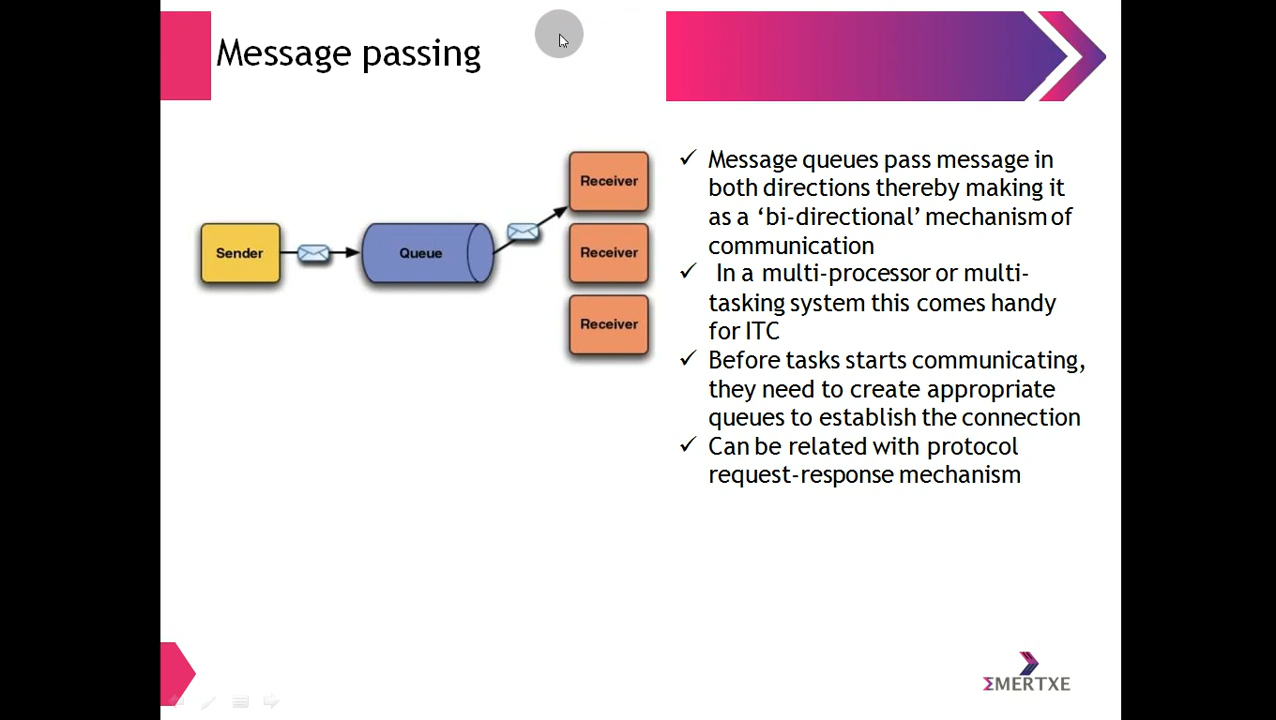 Message passing
Sender
Queue
Receiver
Receiver
Receiver
✓ Message queues pass message in
both directions thereby making it
as a ‘bi-directional’ mechanism of
communication
✓ In a multi-processor or multi-
tasking system this comes handy
for ITC
✓ Before tasks starts communicating,
they need to create appropriate
queues to establish the connection
✓ Can be related with protocol
request-response mechanism
ΣMERTXE